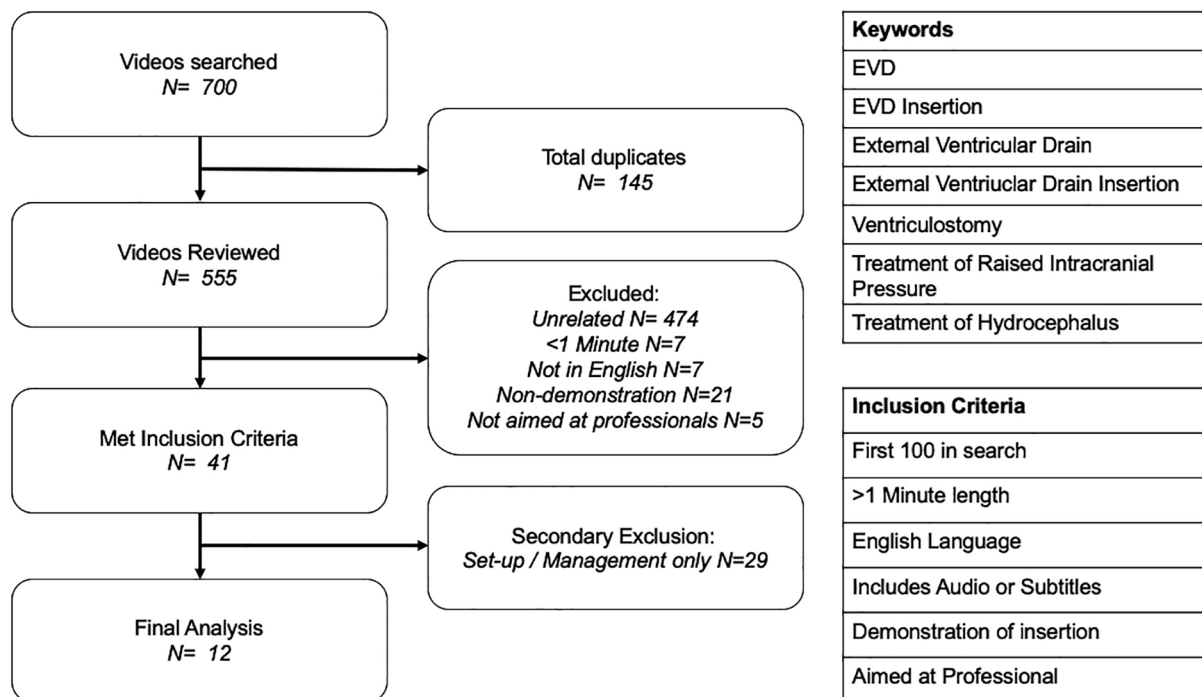 Videos searched
N= 700
Total duplicates
N= 145
Videos Reviewed
N= 555
Excluded:
Unrelated N= 474
<1 Minute N=7
Not in English N=7
Non-demonstration N=21
Not aimed at professionals N=5
Met Inclusion Criteria
N= 41
Secondary Exclusion:
Set-up / Management only N=29
Final Analysis
N= 12
Keywords
EVD
EVD Insertion
External Ventricular Drain
External Ventriuclar Drain Insertion
Ventriculostomy
Treatment of Raised Intracranial
Pressure
Treatment of Hydrocephalus
Inclusion Criteria
First 100 in search
>1 Minute length
English Language
Includes Audio or Subtitles
Demonstration of insertion
Aimed at Professional